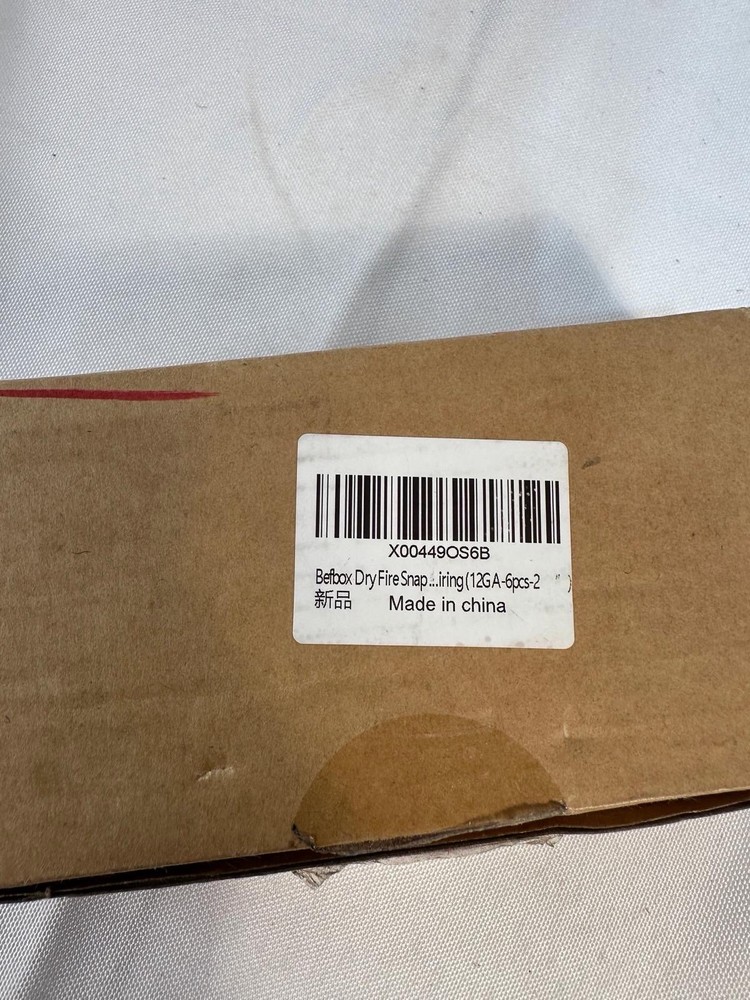 X00449OS6B
Befbox Dry Fire Snap...iring (12GA-6pcs-2 ")
新品 Made in china